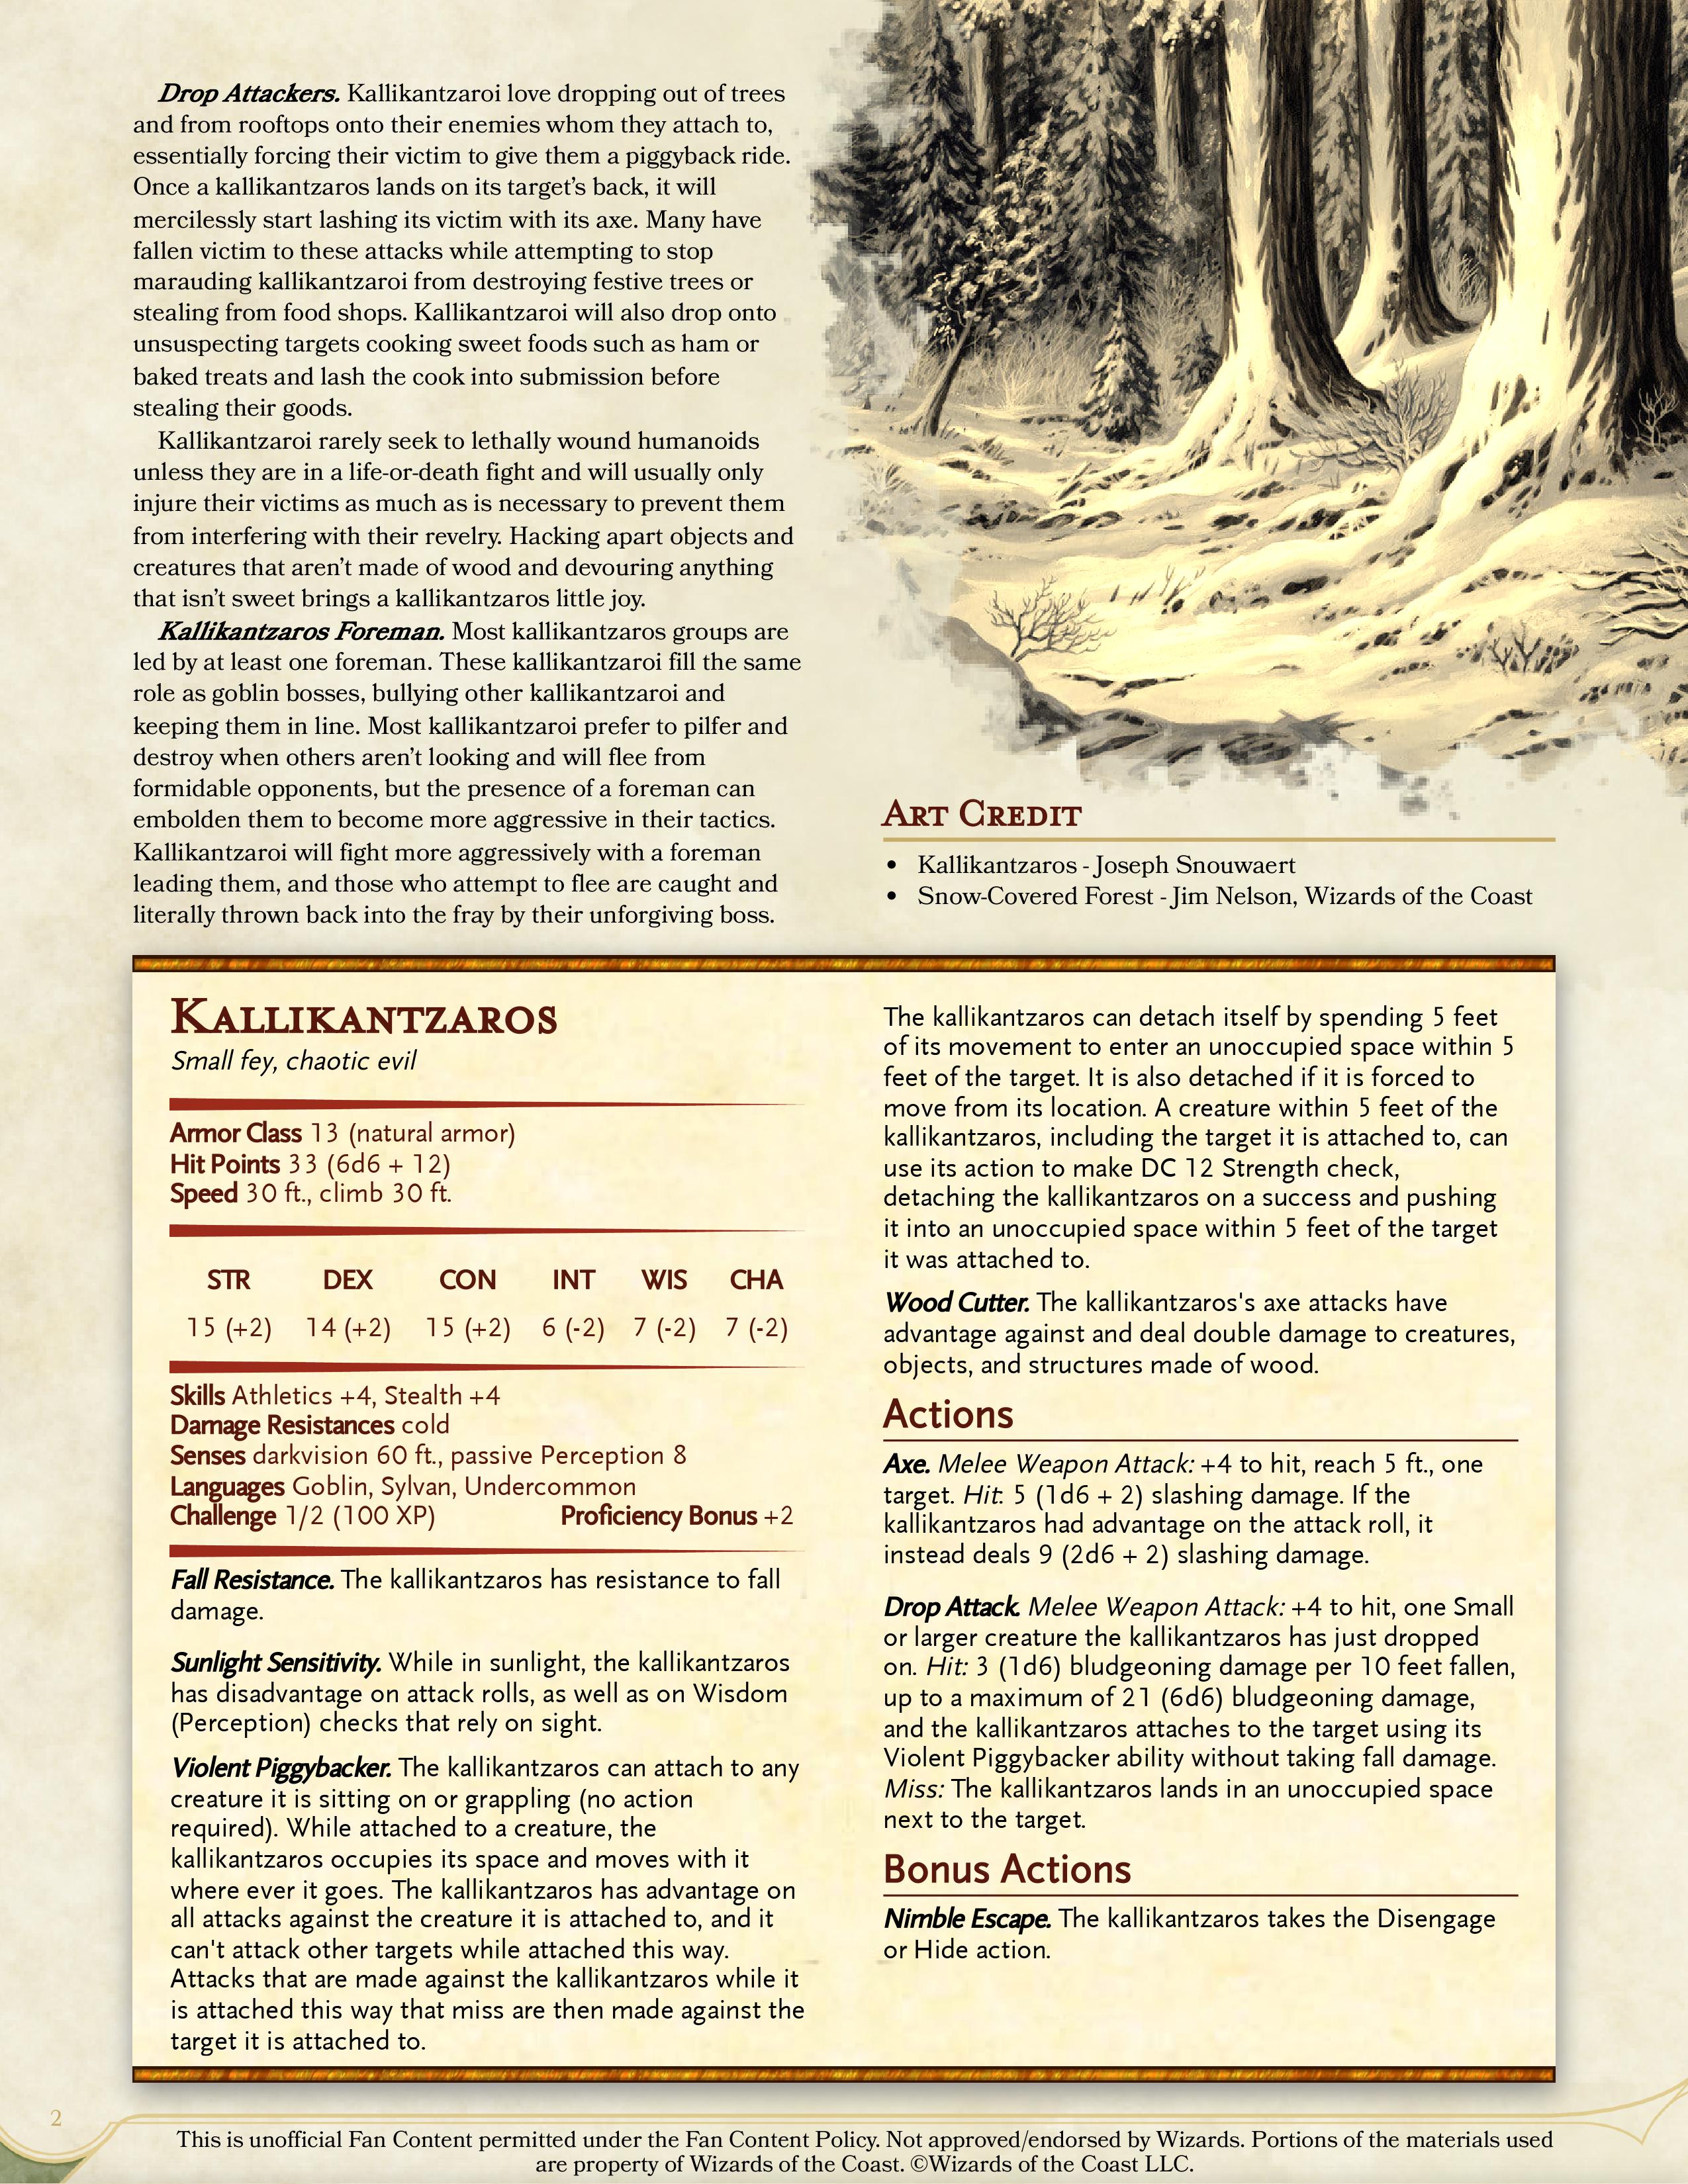 Drop Attackers. Kallikantzaroi love dropping out of trees
and from rooftops onto their enemies whom they attach to,
essentially forcing their victim to give them a piggyback ride.
Once a kallikantzaros lands on its target’s back, it will
mercilessly start lashing its victim with its axe. Many have
fallen victim to these attacks while attempting to stop
marauding kallikantzaroi from destroying festive trees or
stealing from food shops. Kallikantzaroi will also drop onto
unsuspecting targets cooking sweet foods such as ham or
baked treats and lash the cook into submission before
stealing their goods.
Kallikantzaroi rarely seek to lethally wound humanoids
unless they are in a life-or-death fight and will usually only
injure their victims as much as is necessary to prevent them
from interfering with their revelry. Hacking apart objects and
creatures that aren’t made of wood and devouring anything
that isn’t sweet brings a kallikantzaros little joy.
Kallikantzaros Foreman. Most kallikantzaros groups are
led by at least one foreman. These kallikantzaroi fill the same
role as goblin bosses, bullying other kallikantzaroi and
keeping them in line. Most kallikantzaroi prefer to pilfer and
destroy when others aren’t looking and will flee from
formidable opponents, but the presence of a foreman can
embolden them to become more aggressive in their tactics.
Kallikantzaroi will fight more aggressively with a foreman
leading them, and those who attempt to flee are caught and
literally thrown back into the fray by their unforgiving boss.
Art Credit
• Kallikantzaros - Joseph Snouwaert
• Snow-Covered Forest - Jim Nelson, Wizards of the Coast
Kallikantzaros
Small fey, chaotic evil
Armor Class 13 (natural armor)
Hit Points 33 (6d6 + 12)
Speed 30 ft., climb 30 ft.
STR DEX CON INT WIS CHA
15 (+2) 14 (+2) 15 (+2) 6 (-2) 7 (-2) 7 (-2)
Skills Athletics +4, Stealth +4
Damage Resistances cold
Senses darkvision 60 ft., passive Perception 8
Languages Goblin, Sylvan, Undercommon
Challenge 1/2 (100 XP) Proficiency Bonus +2
Fall Resistance. The kallikantzaros has resistance to fall
damage.
Sunlight Sensitivity. While in sunlight, the kallikantzaros
has disadvantage on attack rolls, as well as on Wisdom
(Perception) checks that rely on sight.
Violent Piggybacker. The kallikantzaros can attach to any
creature it is sitting on or grappling (no action
required). While attached to a creature, the
kallikantzaros occupies its space and moves with it
where ever it goes. The kallikantzaros has advantage on
all attacks against the creature it is attached to, and it
can't attack other targets while attached this way.
Attacks that are made against the kallikantzaros while it
is attached this way that miss are then made against the
target it is attached to.
The kallikantzaros can detach itself by spending 5 feet
of its movement to enter an unoccupied space within 5
feet of the target. It is also detached if it is forced to
move from its location. A creature within 5 feet of the
kallikantzaros, including the target it is attached to, can
use its action to make DC 12 Strength check,
detaching the kallikantzaros on a success and pushing
it into an unoccupied space within 5 feet of the target
it was attached to.
Wood Cutter. The kallikantzaros's axe attacks have
advantage against and deal double damage to creatures,
objects, and structures made of wood.
Actions
Axe. Melee Weapon Attack: +4 to hit, reach 5 ft., one
target. Hit: 5 (1d6 + 2) slashing damage. If the
kallikantzaros had advantage on the attack roll, it
instead deals 9 (2d6 + 2) slashing damage.
Drop Attack. Melee Weapon Attack: +4 to hit, one Small
or larger creature the kallikantzaros has just dropped
on. Hit: 3 (1d6) bludgeoning damage per 10 feet fallen,
up to a maximum of 21 (6d6) bludgeoning damage,
and the kallikantzaros attaches to the target using its
Violent Piggybacker ability without taking fall damage.
Miss: The kallikantzaros lands in an unoccupied space
next to the target.
Bonus Actions
Nimble Escape. The kallikantzaros takes the Disengage
or Hide action.
2
This is unofficial Fan Content permitted under the Fan Content Policy. Not approved/endorsed by Wizards. Portions of the materials used
are property of Wizards of the Coast. ©Wizards of the Coast LLC.